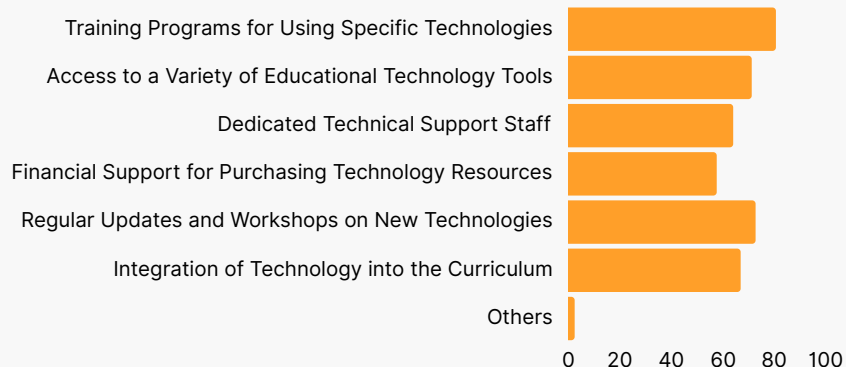 Training Programs for Using Specific Technologies
Access to a Variety of Educational Technology Tools
Dedicated Technical Support Staff
Financial Support for Purchasing Technology Resources
Regular Updates and Workshops on New Technologies
Integration of Technology into the Curriculum
Others
0 20 40 60 80 100